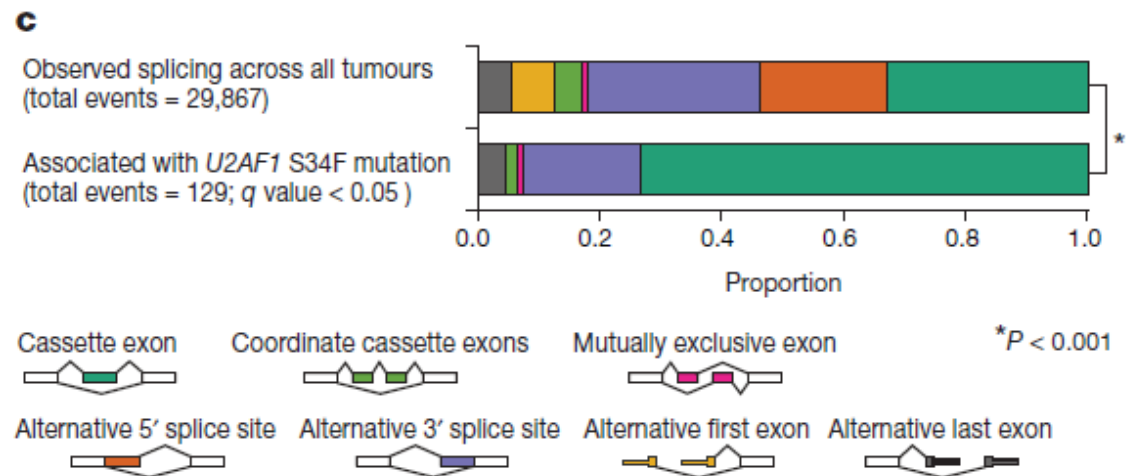 c
Observed splicing across all tumours
(total events = 29,867)
Associated with U2AF1 S34F mutation
(total events = 129; q value < 0.05 )
*
0.0 0.2 0.4 0.6 0.8 1.0
Proportion
Cassette exon Coordinate cassette exons Mutually exclusive exon *P < 0.001
Alternative 5′ splice site Alternative 3′ splice site Alternative first exon Alternative last exon